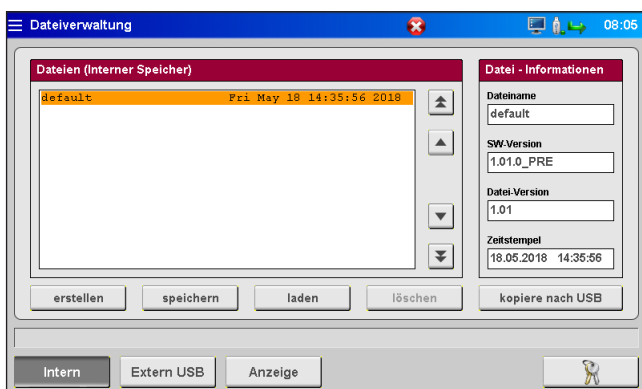 Dateiverwaltung
08:05
Dateien (Interner Speicher)
default Fri May 18 14:35:56 2018
Datei - Informationen
Dateiname
default
SW-Version
1.01.0_PRE
Datei-Version
1.01
Zeitstempel
18.05.2018 14:35:56
erstellen
speichern
laden
löschen
kopiere nach USB
Intern
Extern USB
Anzeige